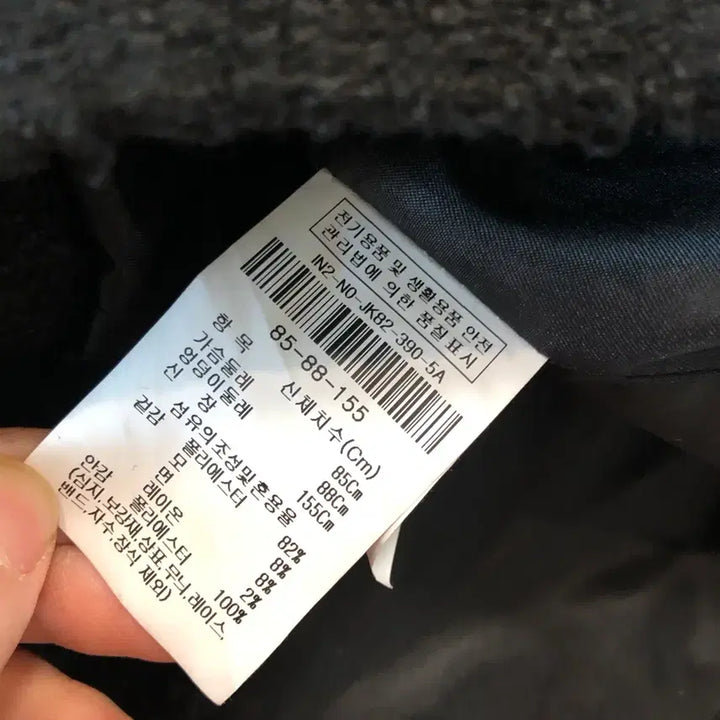 전기용품 및 생활용품 안전
관리법에 의한 품질표시
IN2-NO-JK82-390-5A
85-88-155
항 목 신체치수(Cm)
가슴둘레 85Cm
엉덩이둘레 88Cm
신 장 155Cm
섬유의조성및혼용율
겉감 폴리에스터 82%
모 8%
면 8%
레이온 2%
안감 폴리에스터 100%
(심지,보강재,상표,무늬,레이스,
밴드,자수,장식 제외)